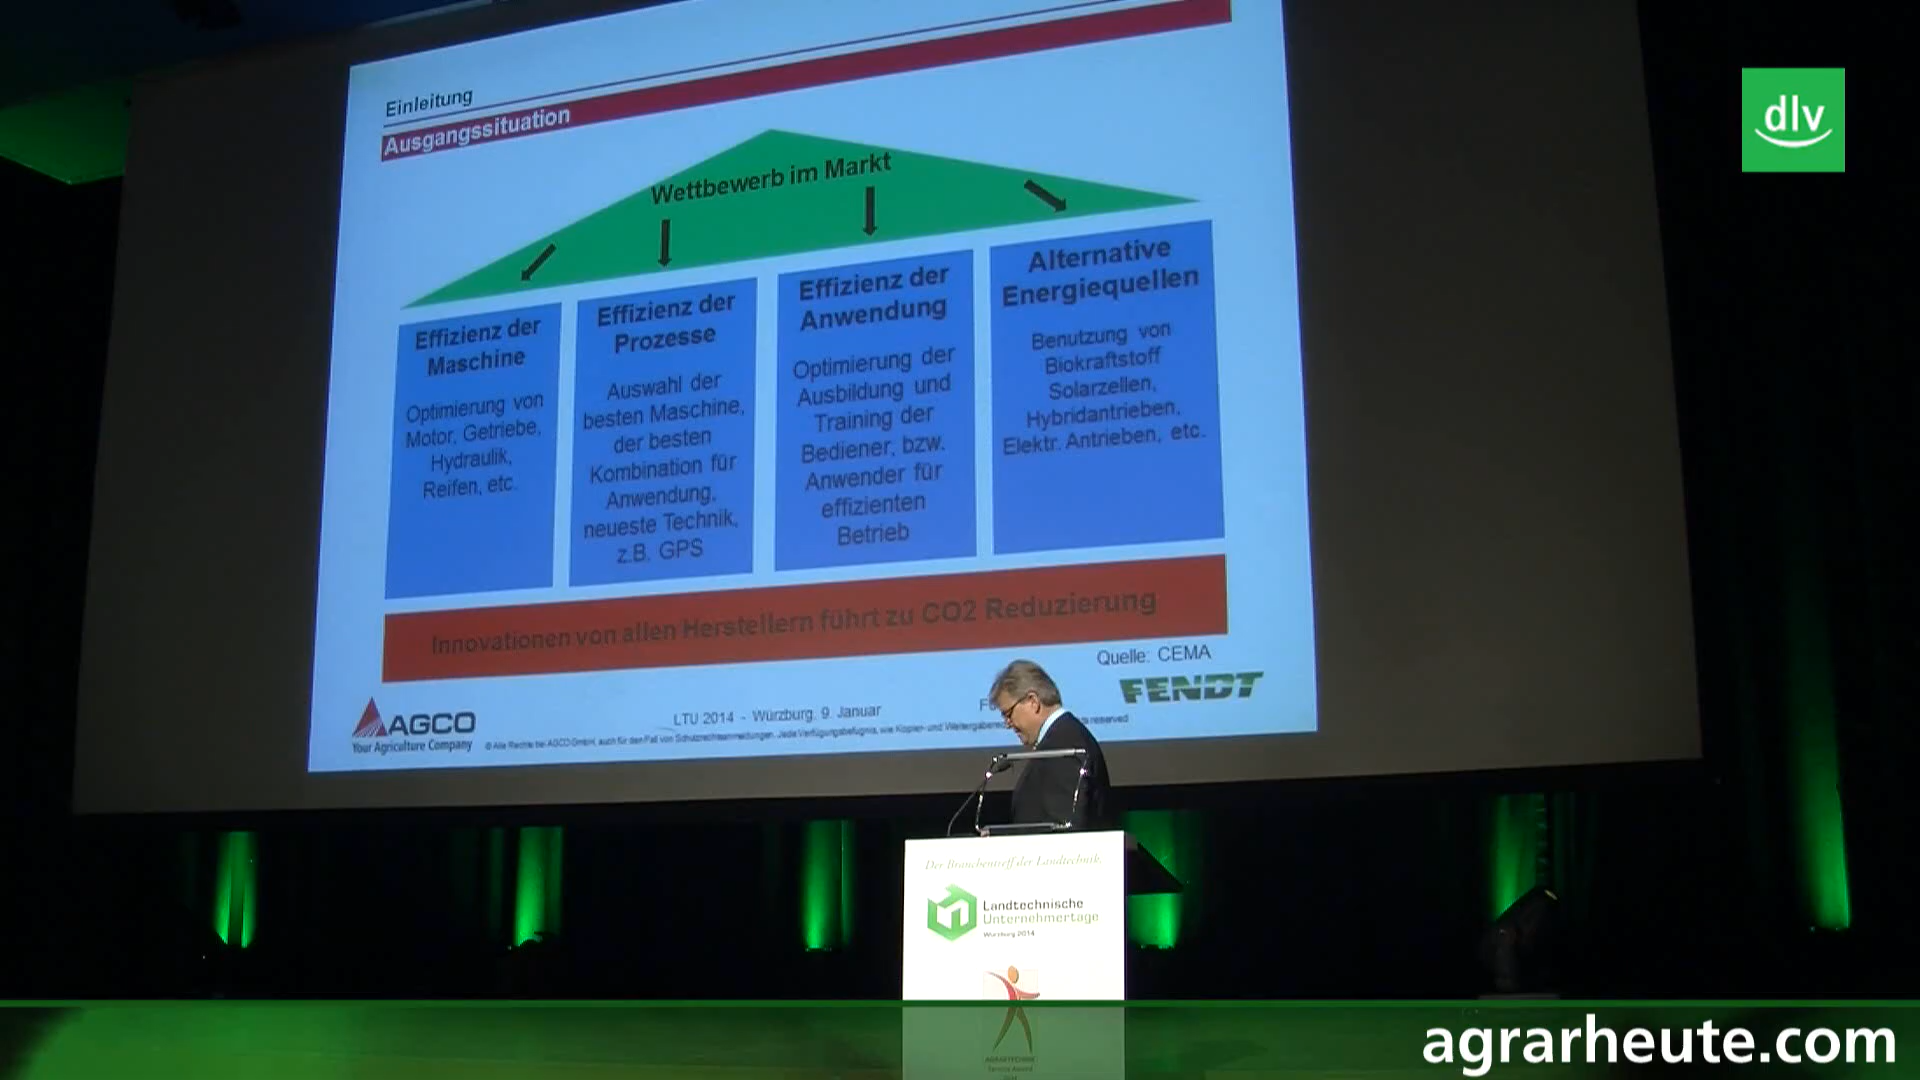 Einleitung
Ausgangssituation
Wettbewerb im Markt
Effizienz der
Maschine
Optimierung von
Motor, Getriebe,
Hydraulik,
Reifen, etc.
Effizienz der
Prozesse
Auswahl der
besten Maschine,
der besten
Kombination für
Anwendung,
neueste Technik,
z.B. GPS
Effizienz der
Anwendung
Optimierung der
Ausbildung und
Training der
Bediener, bzw.
Anwender für
effizienten
Betrieb
Alternative
Energiequellen
Benutzung von
Biokraftstoff
Solarzellen,
Hybridantrieben,
Elektr. Antrieben, etc.
Innovationen von allen Herstellern führt zu CO2 Reduzierung
Quelle: CEMA
AGCO
Your Agriculture Company
LTU 2014 - Würzburg, 9. Januar
© Alle Rechte bei AGCO GmbH, auch für den Fall von Schutzrechtsanmeldungen. Jede Verfügungsbefugnis, wie Kopier- und reserved
FENDT
dlv
Der Branchentreff der Landtechnik.
Landtechnische
Unternehmertage
Würzburg 2014
AGRARTECHNIK
Service Award
agrarheute.com